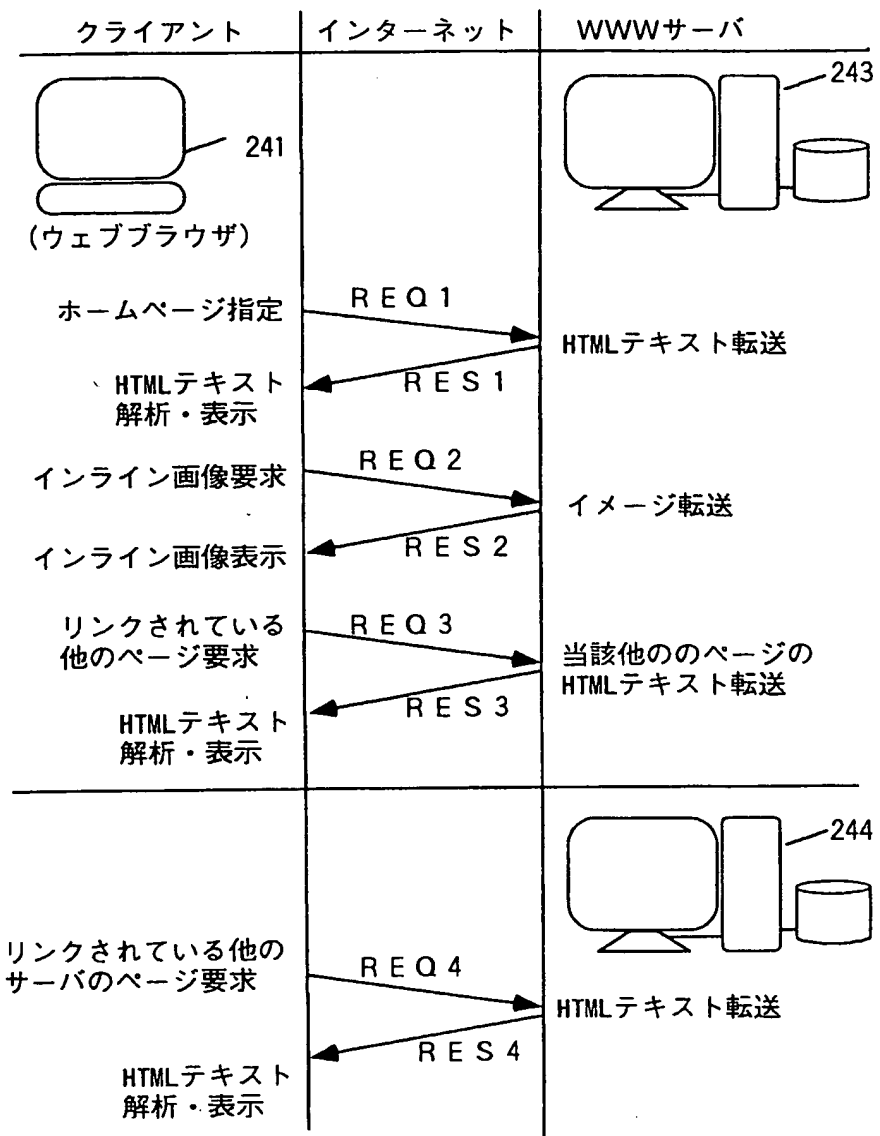 クライアント インターネット WWWサーバ
243
241
(ウェブブラウザ)
ホームページ指定
REQ1
HTMLテキスト転送
RES1
HTMLテキスト
解析・表示
REQ2
インライン画像要求
イメージ転送
RES2
インライン画像表示
リンクされている
他のページ要求
REQ3
当該他ののページの
HTMLテキスト転送
RES3
HTMLテキスト
解析・表示
244
リンクされている他の
サーバのページ要求
REQ4
HTMLテキスト転送
RES4
HTMLテキスト
解析・表示